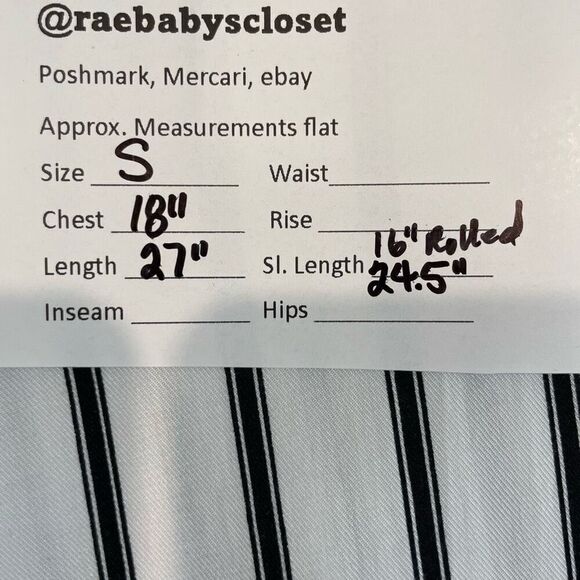 @raebabyscloset
Poshmark, Mercari, ebay
Approx. Measurements flat
Size S Waist
Chest 18" Rise
16" Rolled
Length 27" Sl. Length 24.5"
Inseam Hips